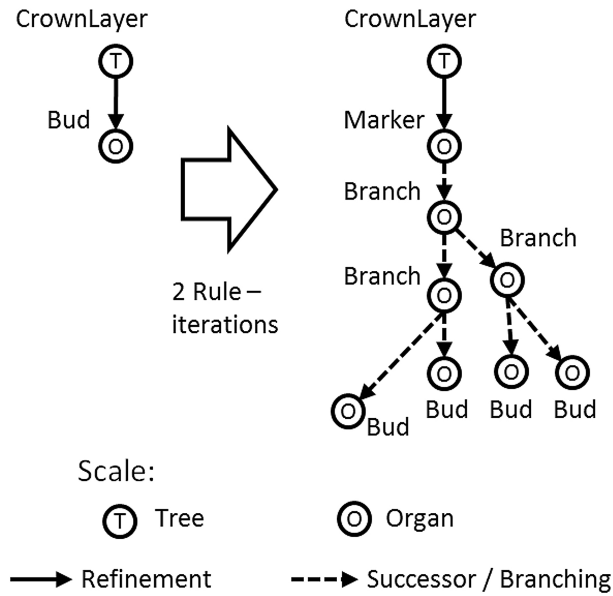 CrownLayer
T
Bud
O
2 Rule –
iterations
CrownLayer
T
Marker
O
Branch
O
Branch
Branch
O
O
O
O
O
O
Bud
Bud
Bud
Bud
Scale:
T Tree
O Organ
Refinement
Successor / Branching